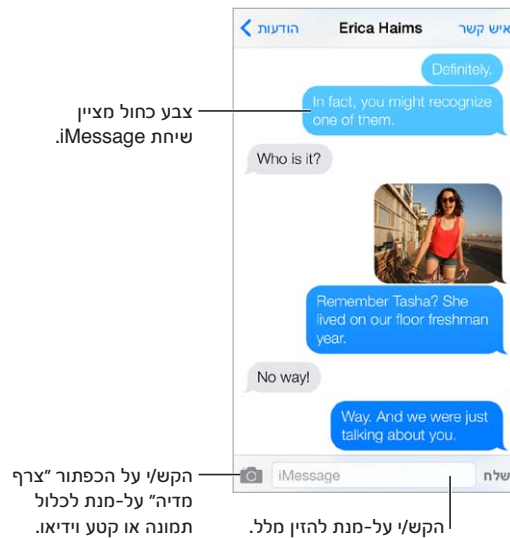 הודעות
Erica Haims
איש קשר
Definitely.
צבע כחול מציין
שיחת iMessage.
In fact, you might recognize
one of them.
Who is it?
Remember Tasha? She
lived on our floor freshman
year.
No way!
Way. And we were just
talking about you.
iMessage
שלח
הקש/י על הכפתור "צרף
מדיה" על-מנת לכלול
תמונה או קטע וידיאו.
הקש/י על-מנת להזין מלל.